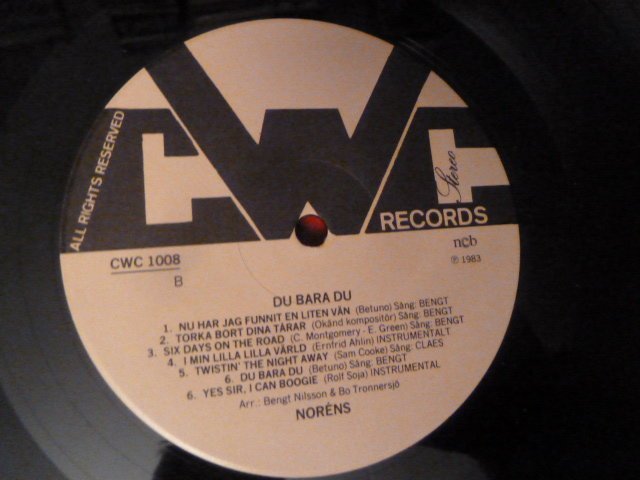 CWC
ALL RIGHTS RESERVED
Stereo
RECORDS
CWC 1008
ncb
B
℗ 1983
DU BARA DU
1. NU HAR JAG FUNNIT EN LITEN VÄN (Betuno) Sång: BENGT
2. TORKA BORT DINA TÅRAR (Okänd kompositör) Sång: BENGT
3. SIX DAYS ON THE ROAD (C. Montgomery - E. Green) Sång: BENGT
4. I MIN LILLA LILLA VÄRLD (Ernfrid Ahlin) INSTRUMENTALT
5. TWISTIN' THE NIGHT AWAY (Sam Cooke) Sång: CLAES
6. DU BARA DU (Betuno) Sång: BENGT
6. YES SIR, I CAN BOOGIE (Rolf Soja) INSTRUMENTAL
Arr.: Bengt Nilsson & Bo Tronnersjö
NORÉNS